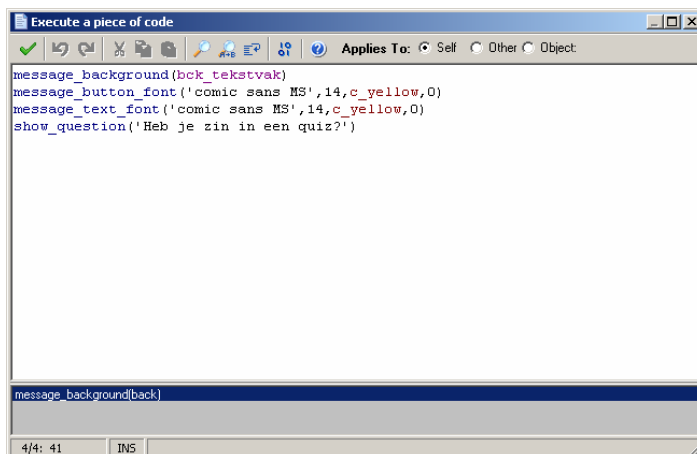 Execute a piece of code
Applies To: Self Other Object:
message_background(bck_tekstvak)
message_button_font('comic sans MS',14,c_yellow,0)
message_text_font('comic sans MS',14,c_yellow,0)
show_question('Heb je zin in een quiz?')
message_background(back)
4/4: 41 INS